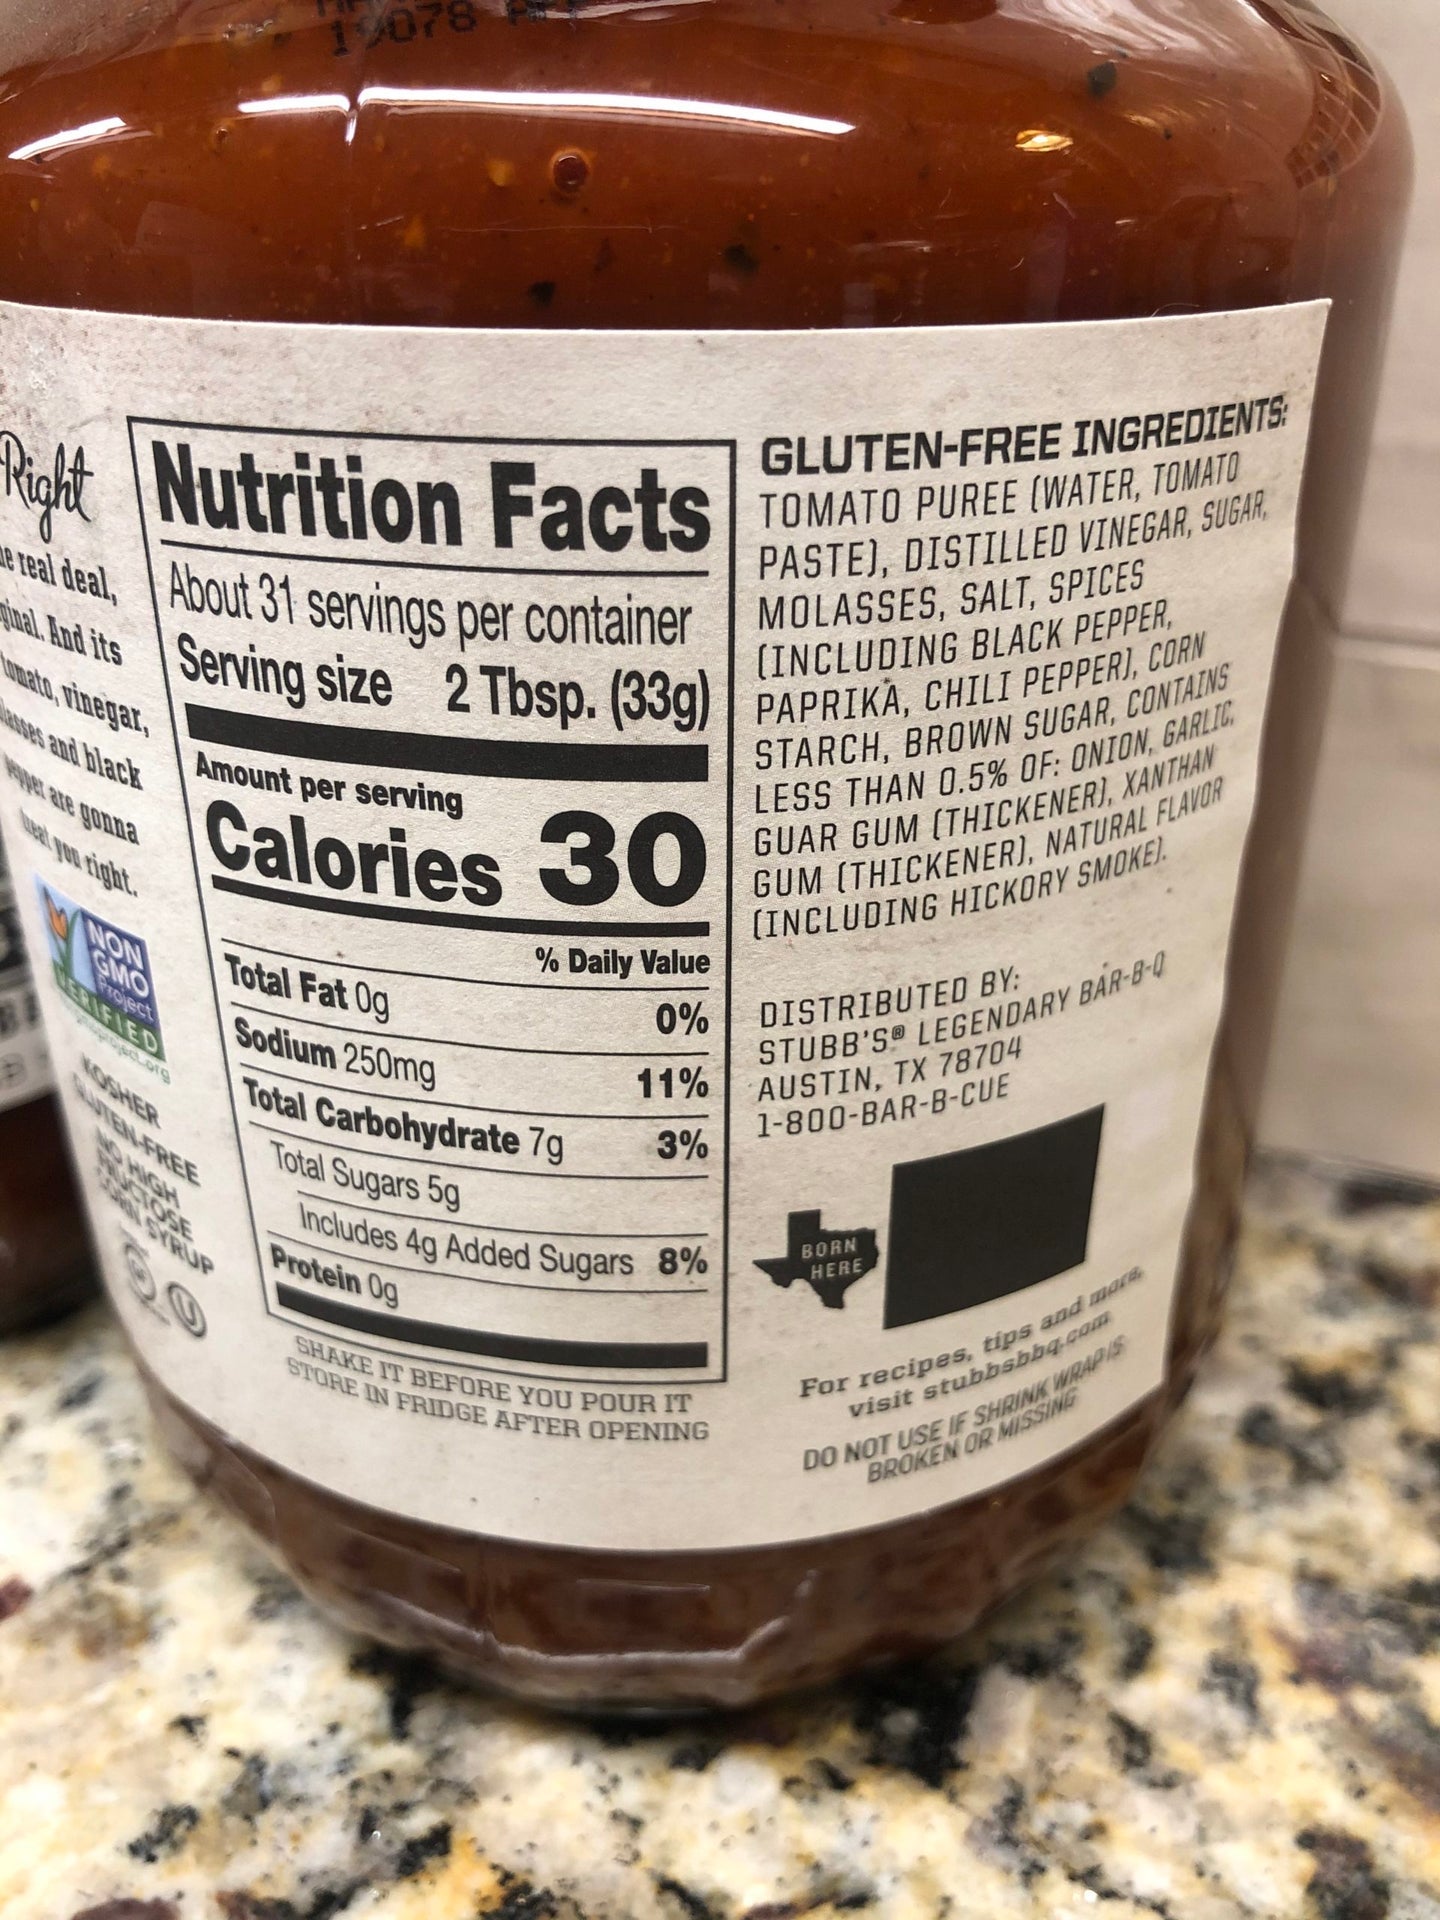 19078
Right
real deal,
And its
tomato, vinegar,
and black
pepper are gonna
treat you right.
NON
GMO
Project
VERIFIED
KOSHER
GLUTEN-FREE
NO HIGH
FRUCTOSE
CORN SYRUP
U
Nutrition Facts
About 31 servings per container
Serving size 2 Tbsp. (33g)
Amount per serving
Calories 30
% Daily Value
Total Fat 0g 0%
Sodium 250mg 11%
Total Carbohydrate 7g 3%
Total Sugars 5g
Includes 4g Added Sugars 8%
Protein 0g
SHAKE IT BEFORE YOU POUR IT
STORE IN FRIDGE AFTER OPENING
GLUTEN-FREE INGREDIENTS:
TOMATO PUREE (WATER, TOMATO
PASTE), DISTILLED VINEGAR, SUGAR,
MOLASSES, SALT, SPICES
(INCLUDING BLACK PEPPER,
PAPRIKA, CHILI PEPPER), CORN
STARCH, BROWN SUGAR, CONTAINS
LESS THAN 0.5% OF: ONION, GARLIC,
GUAR GUM (THICKENER), XANTHAN
GUM (THICKENER), NATURAL FLAVOR
(INCLUDING HICKORY SMOKE).
DISTRIBUTED BY:
STUBB'S® LEGENDARY BAR-B-Q
AUSTIN, TX 78704
1-800-BAR-B-CUE
BORN
HERE
For recipes, tips and more,
visit stubbsbbq.com
DO NOT USE IF SHRINK WRAP IS
BROKEN OR MISSING